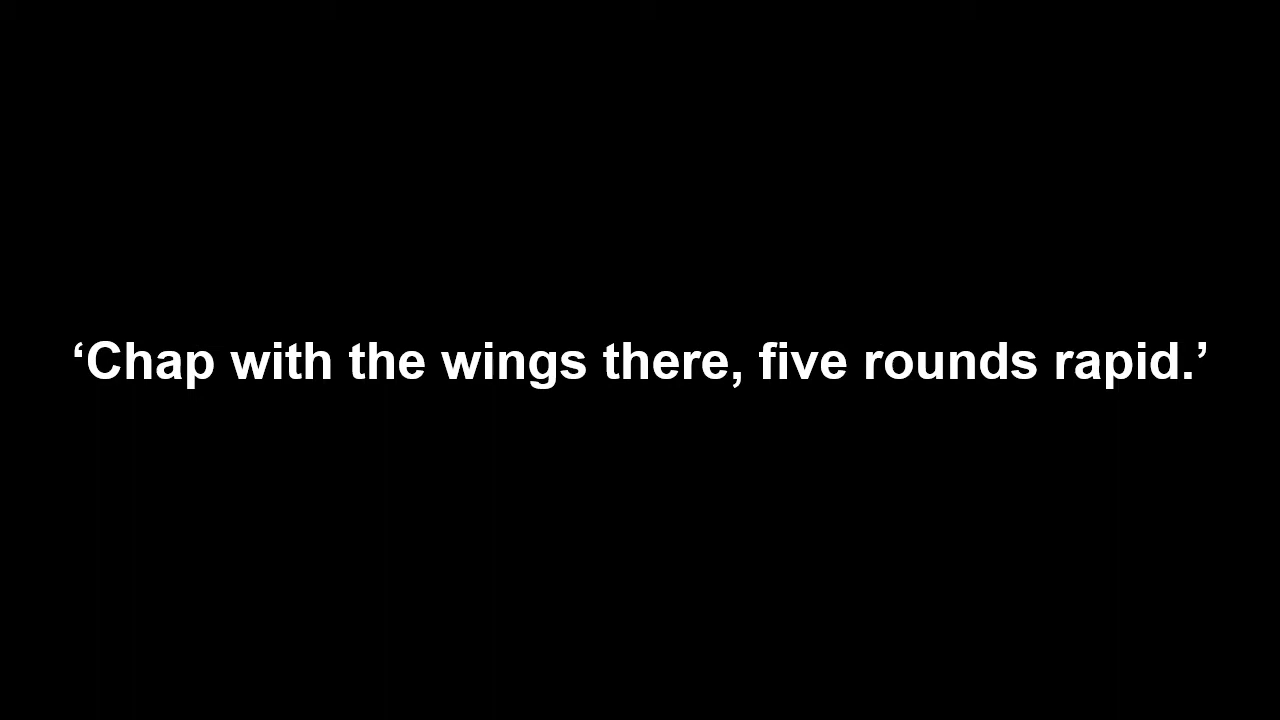 ‘Chap with the wings there, five rounds rapid.’